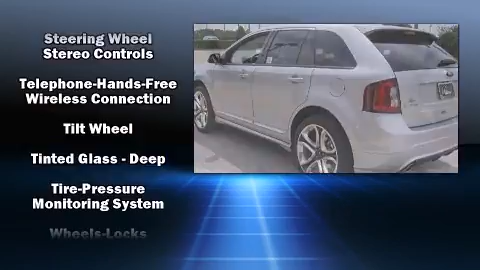 Steering Wheel
Stereo Controls
Telephone-Hands-Free
Wireless Connection
Tilt Wheel
Tinted Glass - Deep
Tire-Pressure
Monitoring System
Wheels-Locks